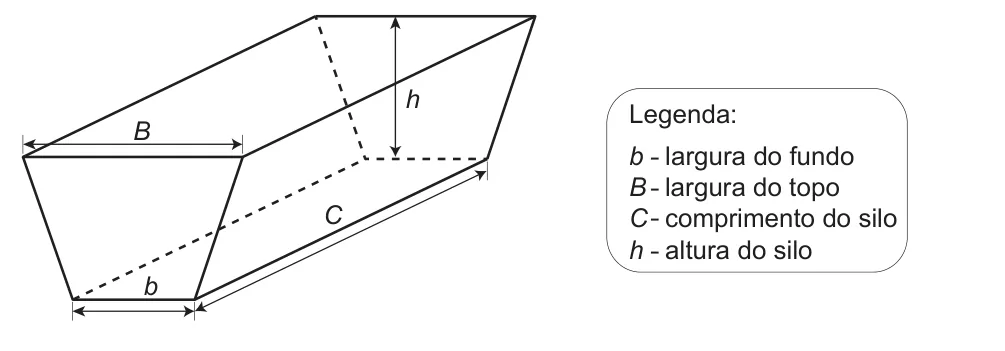 h
B
C
b
Legenda:
b - largura do fundo
B - largura do topo
C - comprimento do silo
h - altura do silo